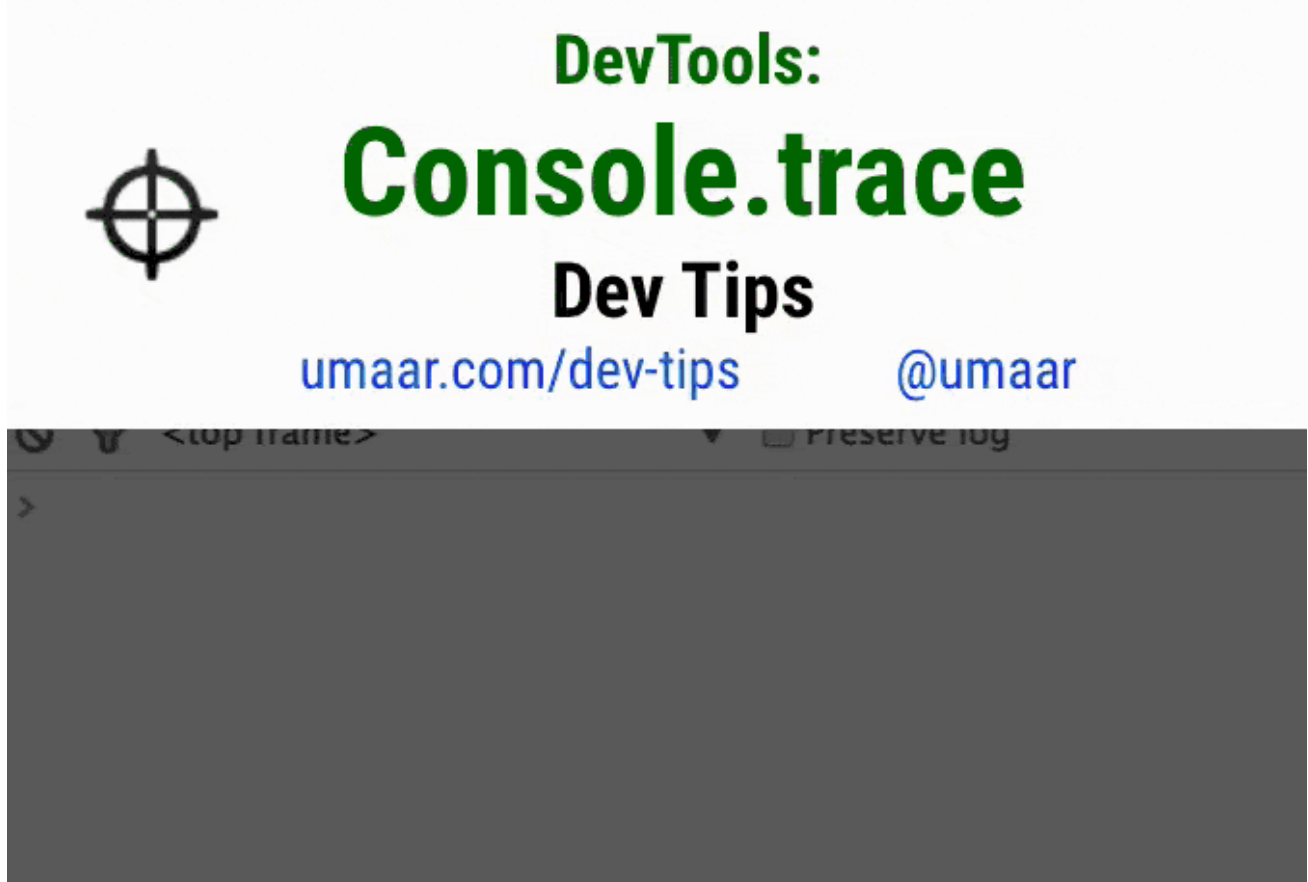 DevTools:
Console.trace
Dev Tips
umaar.com/dev-tips @umaar
<top frame> ▼ Preserve log
>